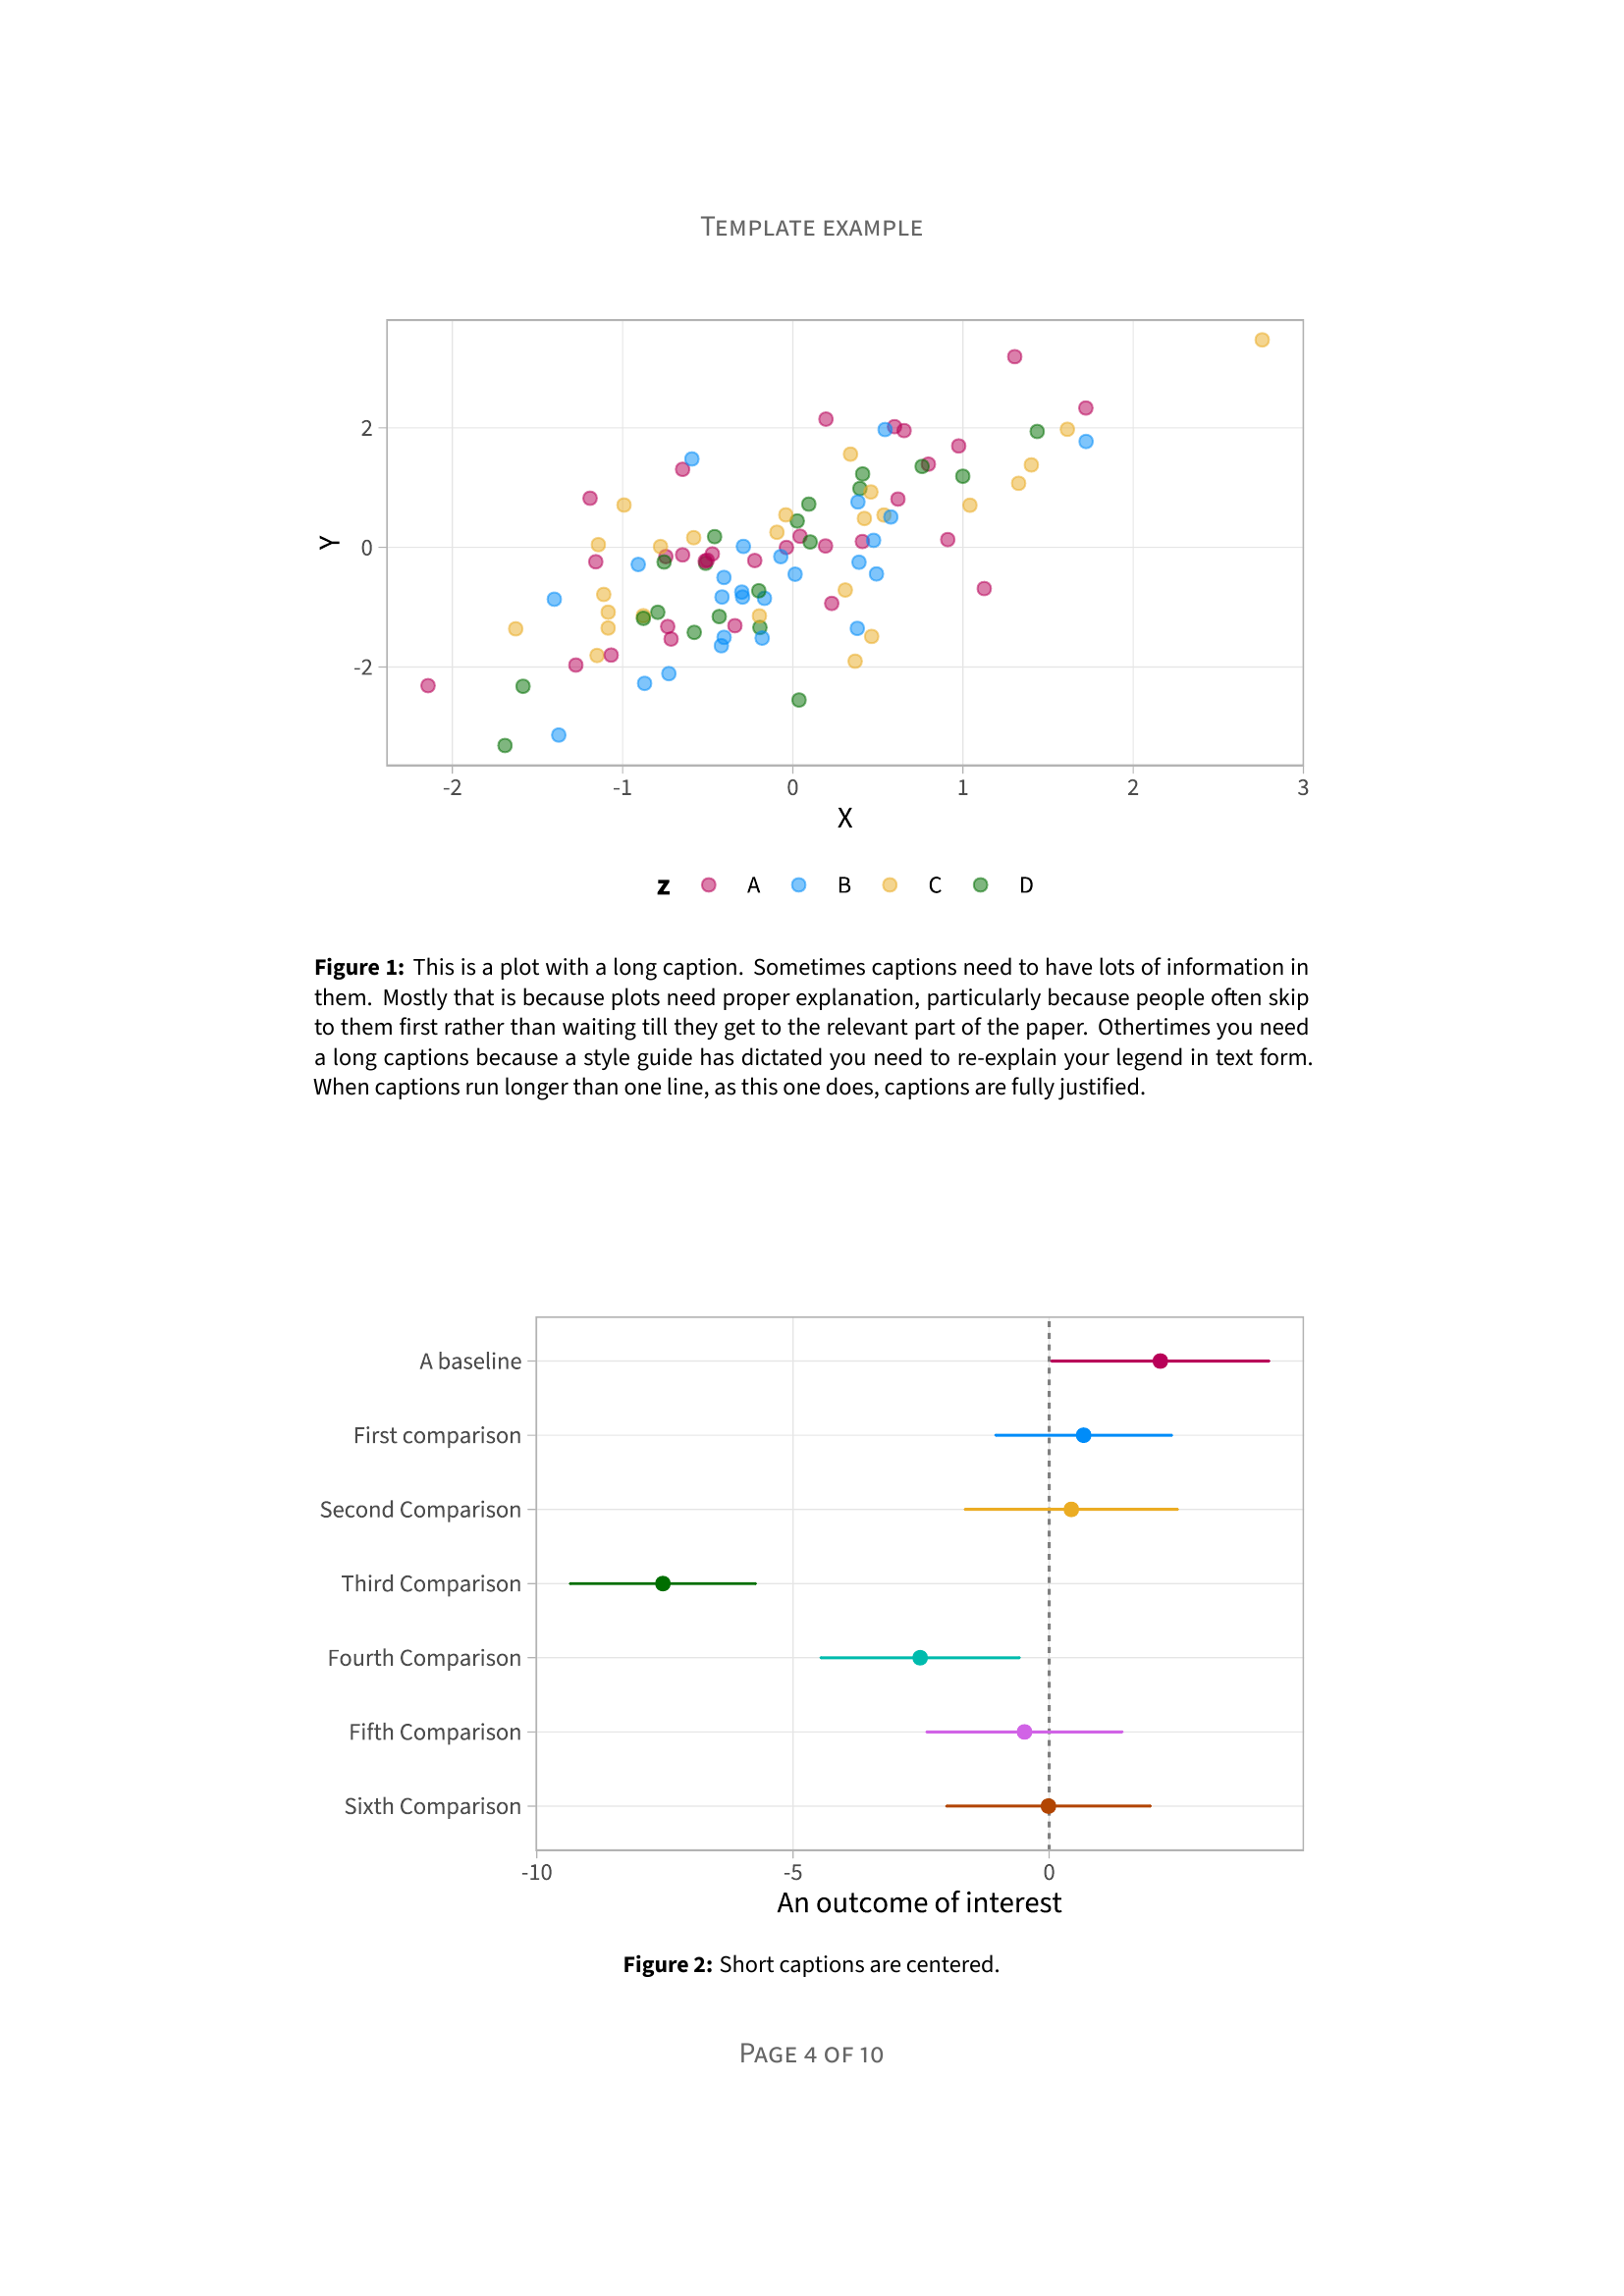 Template example
2
0
-2
Y
-2 -1 0 1 2 3
X
z A B C D
Figure 1: This is a plot with a long caption. Sometimes captions need to have lots of information in
them. Mostly that is because plots need proper explanation, particularly because people often skip
to them first rather than waiting till they get to the relevant part of the paper. Othertimes you need
a long captions because a style guide has dictated you need to re-explain your legend in text form.
When captions run longer than one line, as this one does, captions are fully justified.
A baseline
First comparison
Second Comparison
Third Comparison
Fourth Comparison
Fifth Comparison
Sixth Comparison
-10 -5 0
An outcome of interest
Figure 2: Short captions are centered.
Page 4 of 10